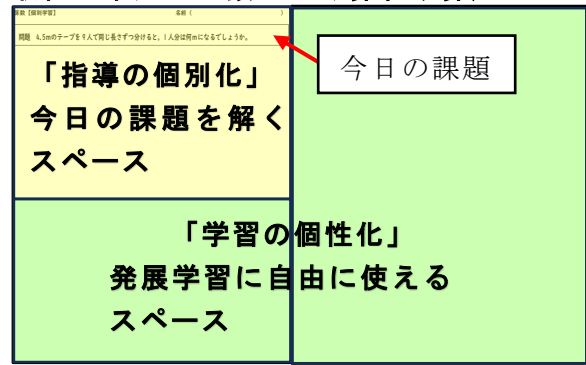 算数【個別学習】 名前( )
問題 4.5mのテープを9人で同じ長さずつ分けると、1人分は何mになるでしょうか。
今日の課題
「指導の個別化」
今日の課題を解く
スペース
「学習の個性化」
発展学習に自由に使える
スペース